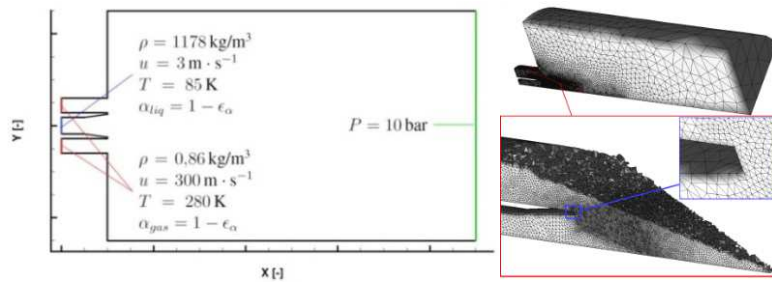 ρ = 1178 kg/m³
u = 3 m · s⁻¹
T = 85 K
α_liq = 1 − ϵ_α
P = 10 bar
ρ = 0,86 kg/m³
u = 300 m · s⁻¹
T = 280 K
α_gas = 1 − ϵ_α
Y [-]
X [-]